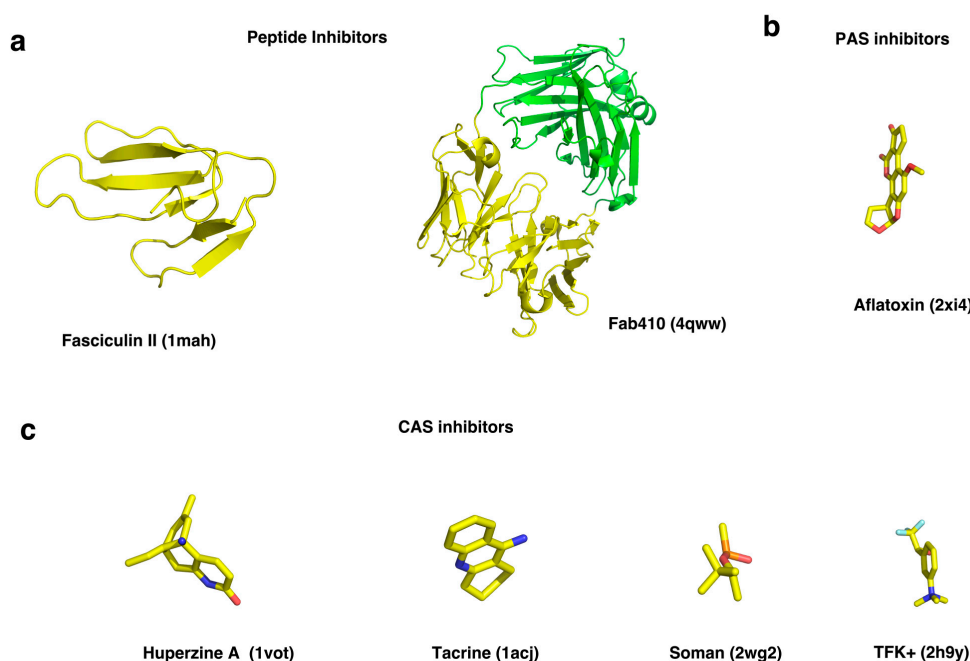 a
Peptide Inhibitors
b
PAS inhibitors
Fasciculin II (1mah)
Fab410 (4qww)
Aflatoxin (2xi4)
c
CAS inhibitors
Huperzine A (1vot)
Tacrine (1acj)
Soman (2wg2)
TFK+ (2h9y)